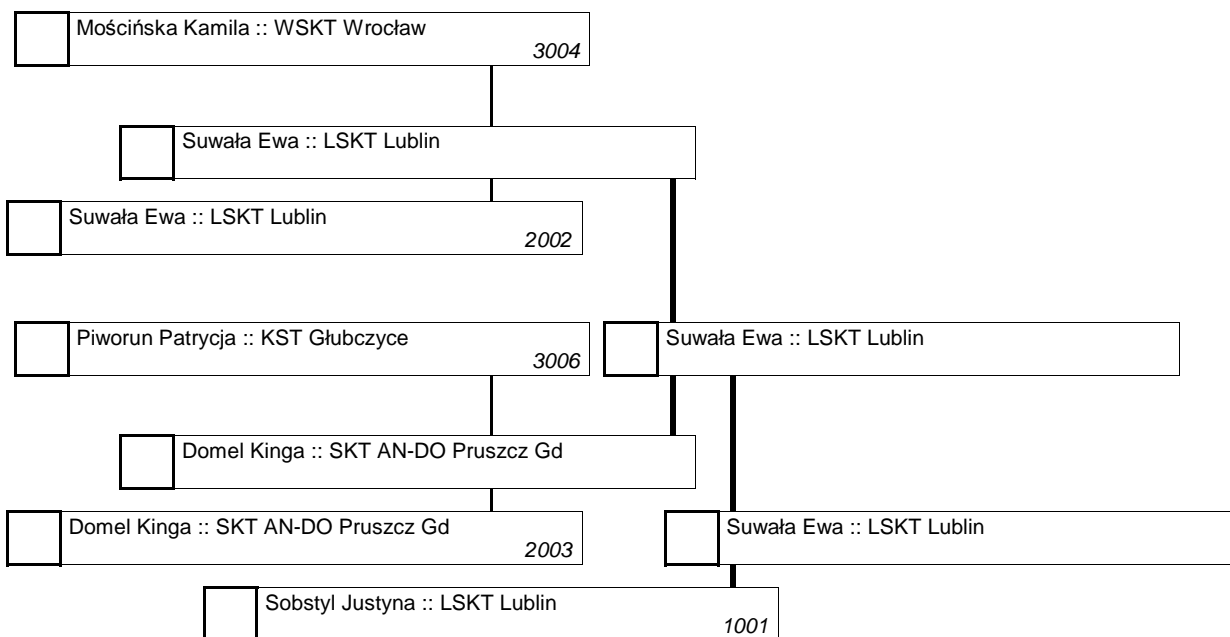 Mościńska Kamila :: WSKT Wrocław
3004
Suwała Ewa :: LSKT Lublin
Suwała Ewa :: LSKT Lublin
2002
Piworun Patrycja :: KST Głubczyce
3006
Suwała Ewa :: LSKT Lublin
Domel Kinga :: SKT AN-DO Pruszcz Gd
Domel Kinga :: SKT AN-DO Pruszcz Gd
2003
Suwała Ewa :: LSKT Lublin
Sobstyl Justyna :: LSKT Lublin
1001